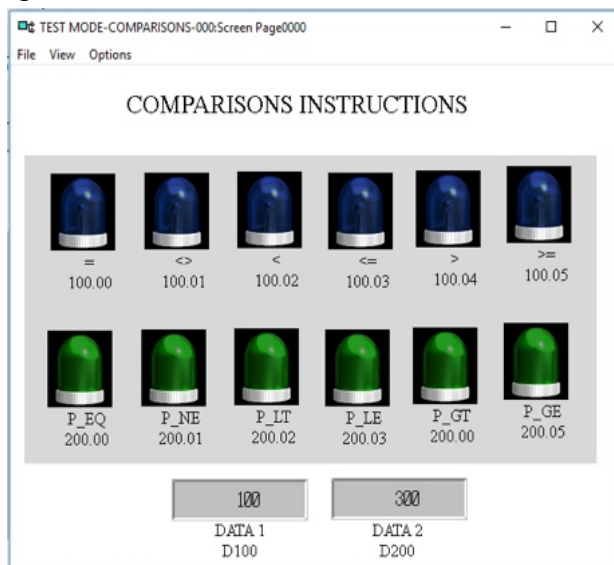 TEST MODE-COMPARISONS-000:Screen Page0000
File View Options
COMPARISONS INSTRUCTIONS
= <> < <= > >=
100.00 100.01 100.02 100.03 100.04 100.05
P_EQ P_NE P_LT P_LE P_GT P_GE
200.00 200.01 200.02 200.03 200.00 200.05
100 300
DATA 1 DATA 2
D100 D200